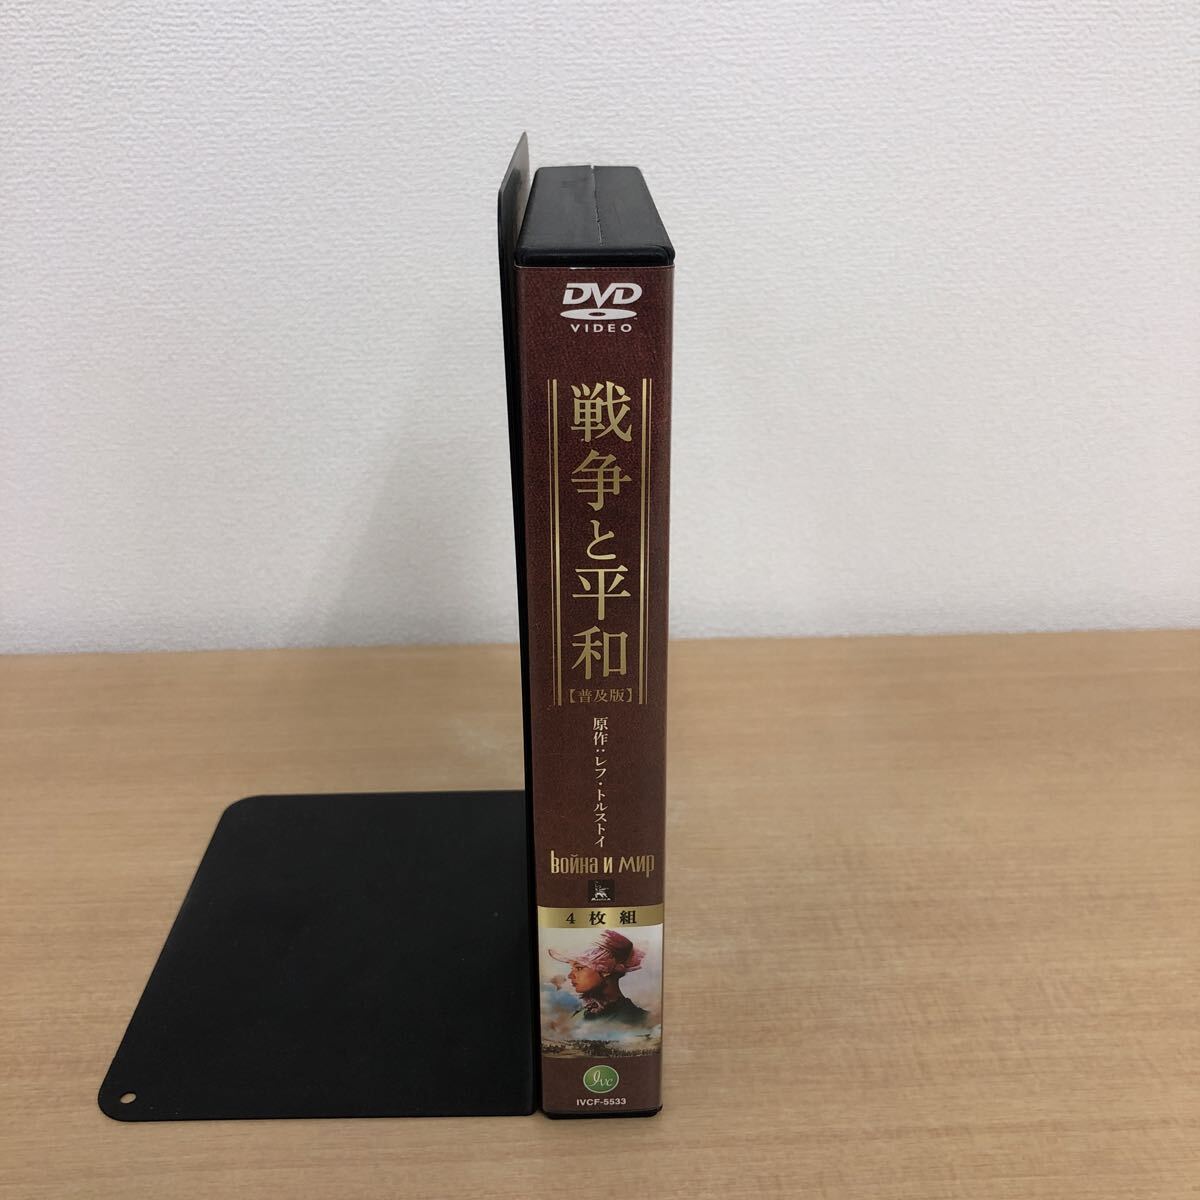 DVD
VIDEO
戦争と平和
【普及版】
原作：レフ・トルストイ
Война и мир
4枚組
Ivc
IVCF-5533